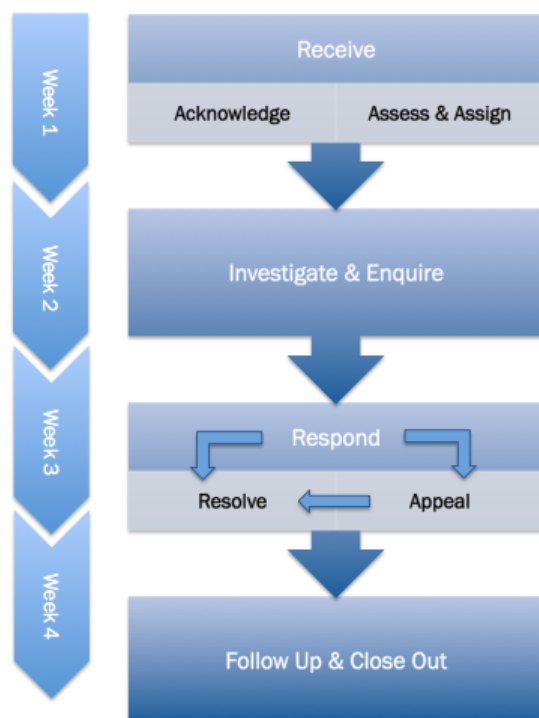 Week 1
Receive
Acknowledge
Assess & Assign
Week 2
Investigate & Enquire
Week 3
Respond
Resolve
Appeal
Week 4
Follow Up & Close Out